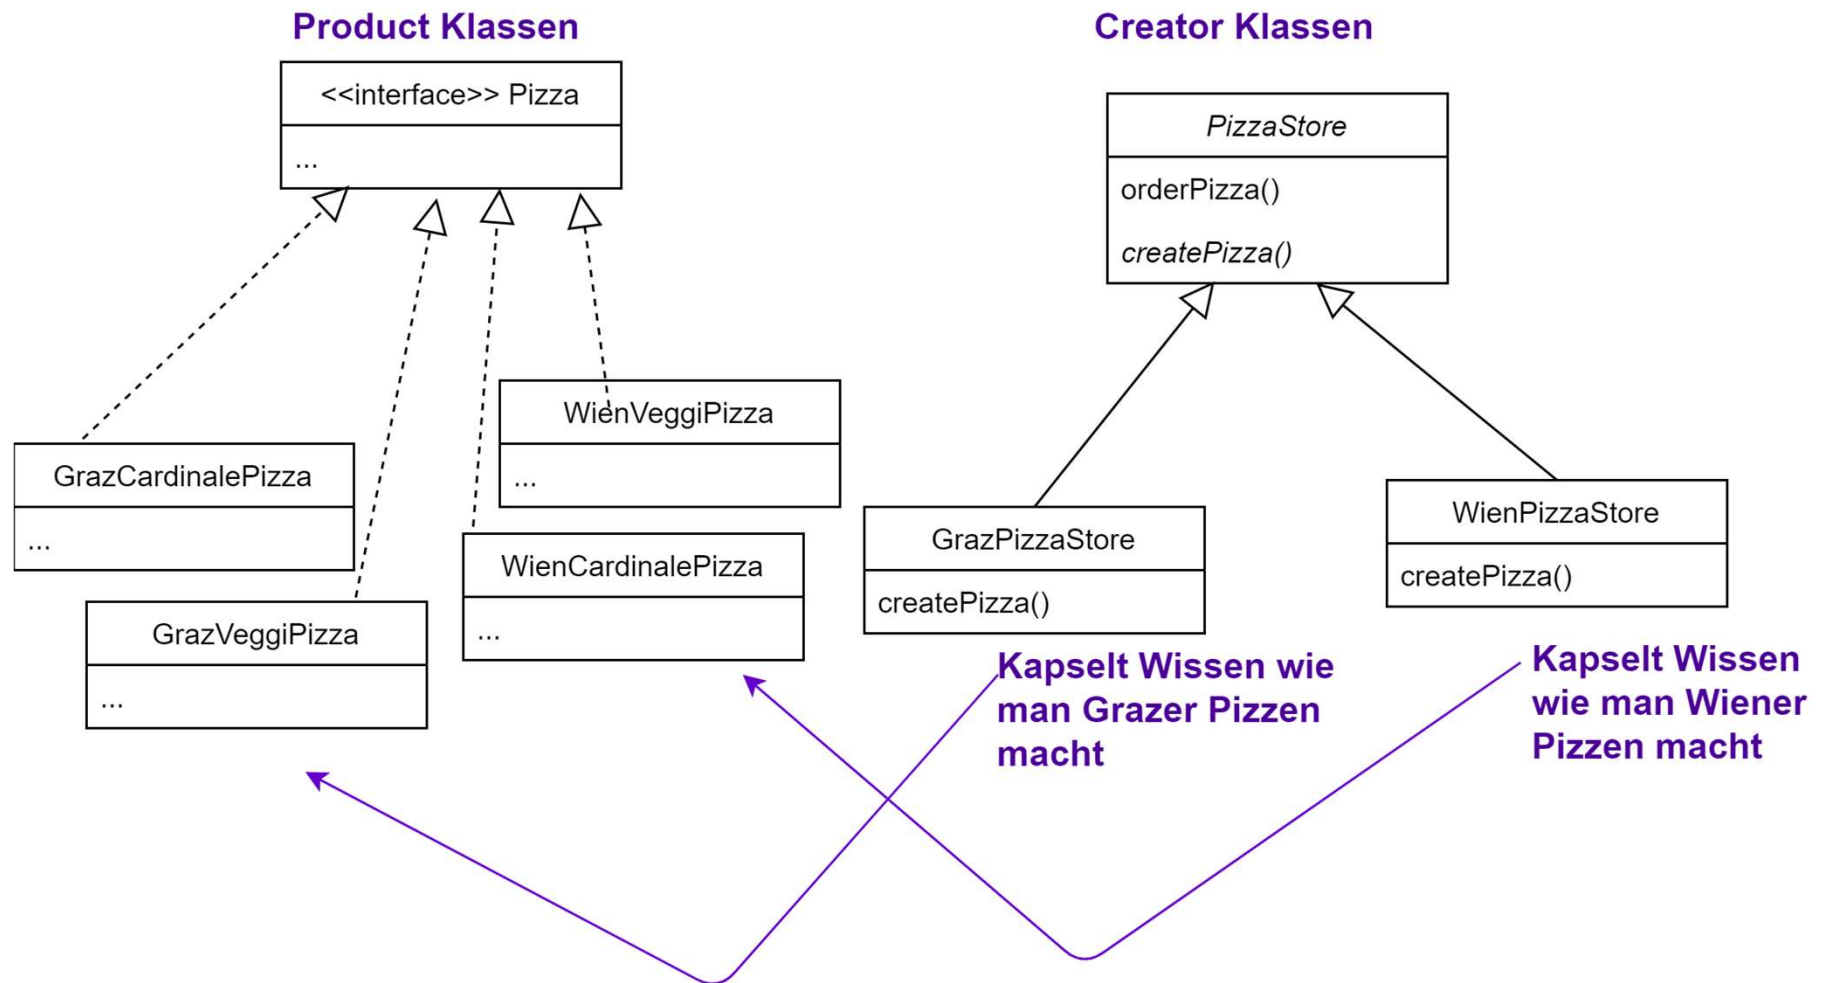 Product Klassen
<<interface>> Pizza
...
GrazCardinalePizza
...
GrazVeggiPizza
...
WienVeggiPizza
...
WienCardinalePizza
...
Creator Klassen
PizzaStore
orderPizza()
createPizza()
GrazPizzaStore
createPizza()
WienPizzaStore
createPizza()
Kapselt Wissen wie
man Grazer Pizzen
macht
Kapselt Wissen
wie man Wiener
Pizzen macht